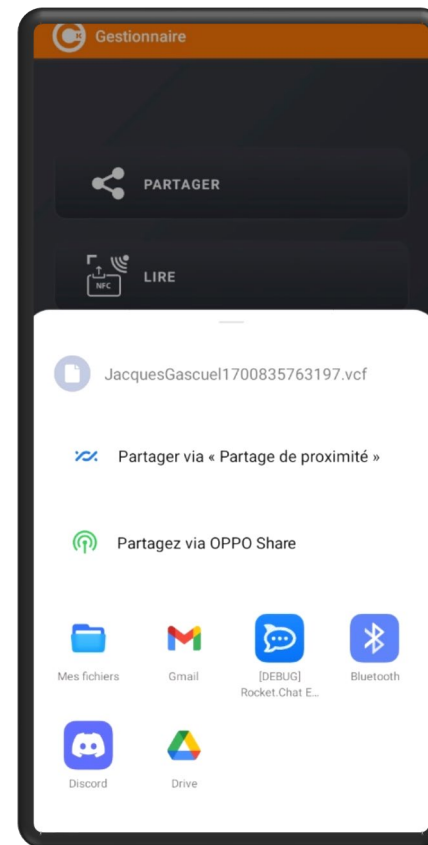 Gestionnaire
PARTAGER
NFC
LIRE
JacquesGascuel1700835763197.vcf
Partager via « Partage de proximité »
Partagez via OPPO Share
Mes fichiers
Gmail
[DEBUG]
Rocket.Chat E...
Bluetooth
Discord
Drive